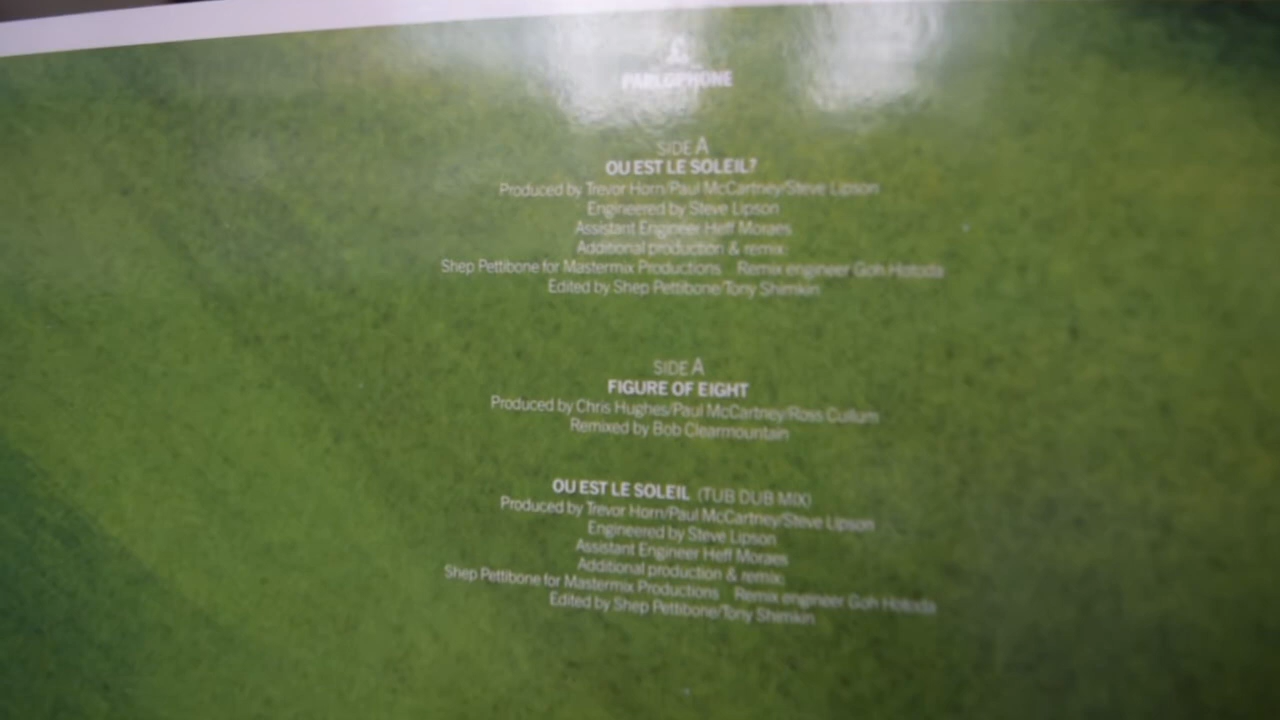 PARLOPHONE
SIDE A
OU EST LE SOLEIL?
Produced by Trevor Horn/Paul McCartney/Steve Lipson
Engineered by Steve Lipson
Assistant Engineer Heff Moraes
Additional production & remix:
Shep Pettibone for Mastermix Productions Remix engineer Goh Hotoda
Edited by Shep Pettibone/Tony Shimkin
SIDE A
FIGURE OF EIGHT
Produced by Chris Hughes/Paul McCartney/Ross Cullum
Remixed by Bob Clearmountain
OU EST LE SOLEIL (TUB DUB MIX)
Produced by Trevor Horn/Paul McCartney/Steve Lipson
Engineered by Steve Lipson
Assistant Engineer Heff Moraes
Additional production & remix:
Shep Pettibone for Mastermix Productions Remix engineer Goh Hotoda
Edited by Shep Pettibone/Tony Shimkin